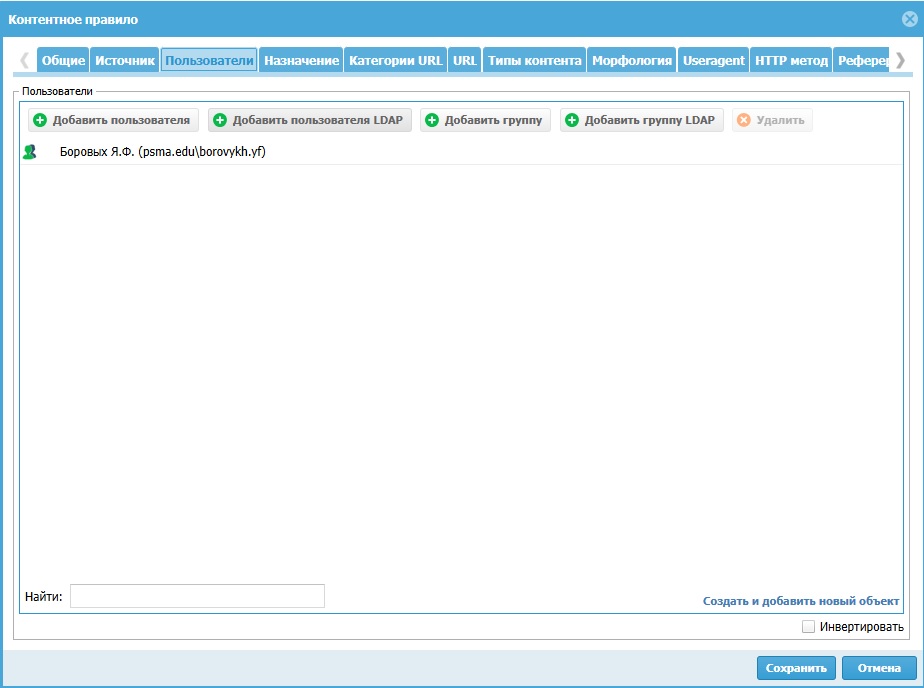 Контентное правило
Общие Источник Пользователи Назначение Категории URL URL Типы контента Морфология Useragent HTTP метод Реферер
Пользователи
Добавить пользователя Добавить пользователя LDAP Добавить группу Добавить группу LDAP Удалить
Боровых Я.Ф. (psma.edu\borovykh.yf)
Найти:
Создать и добавить новый объект
Инвертировать
Сохранить Отмена